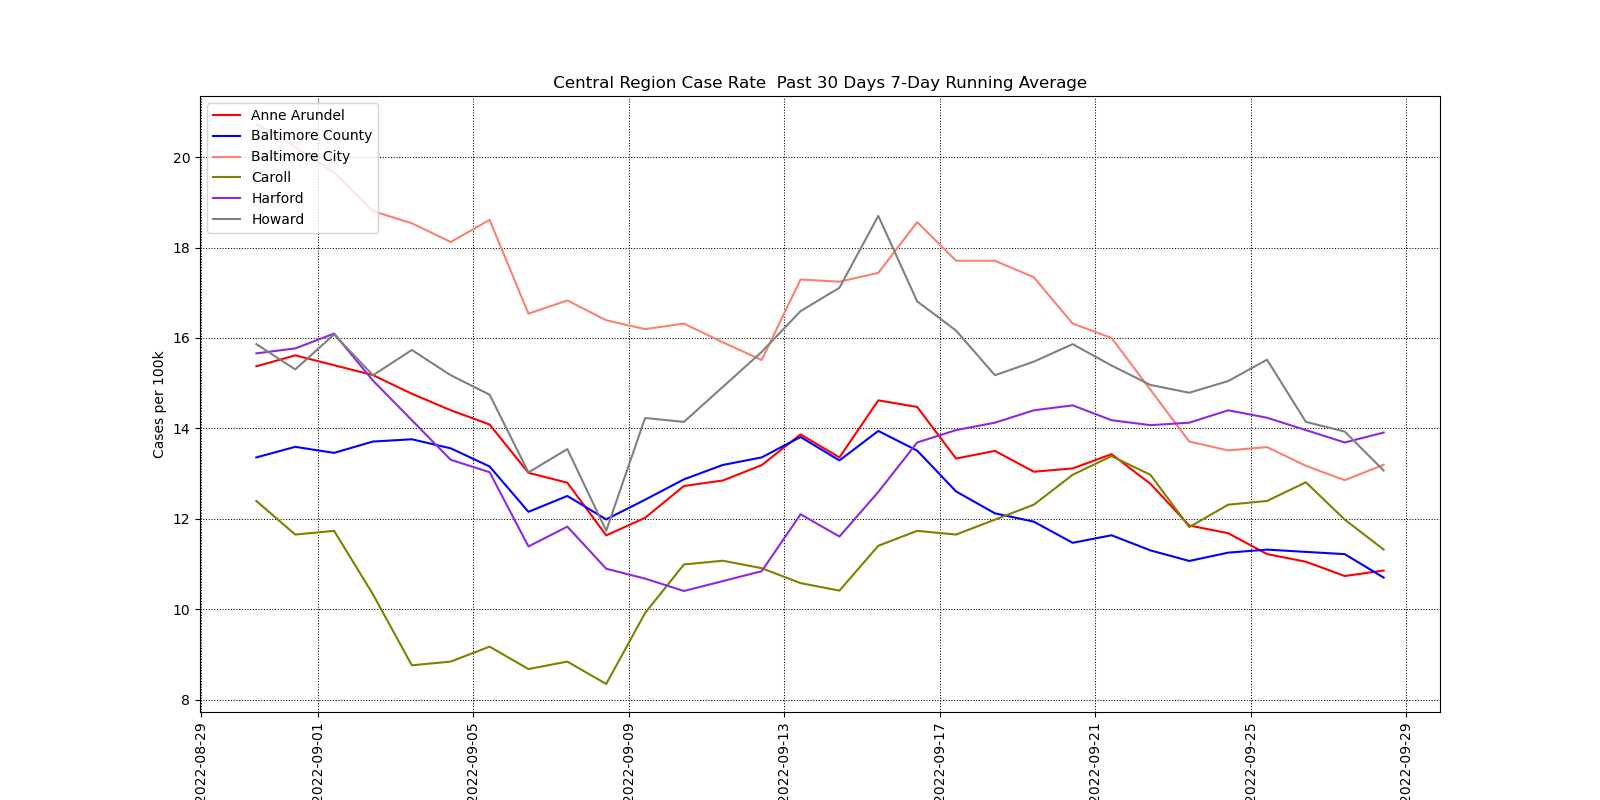 Central Region Case Rate  Past 30 Days 7-Day Running Average
Anne Arundel
Baltimore County
Baltimore City
Caroll
Harford
Howard
Cases per 100k
20
18
16
14
12
10
8
2022-08-29
2022-09-01
2022-09-05
2022-09-09
2022-09-13
2022-09-17
2022-09-21
2022-09-25
2022-09-29